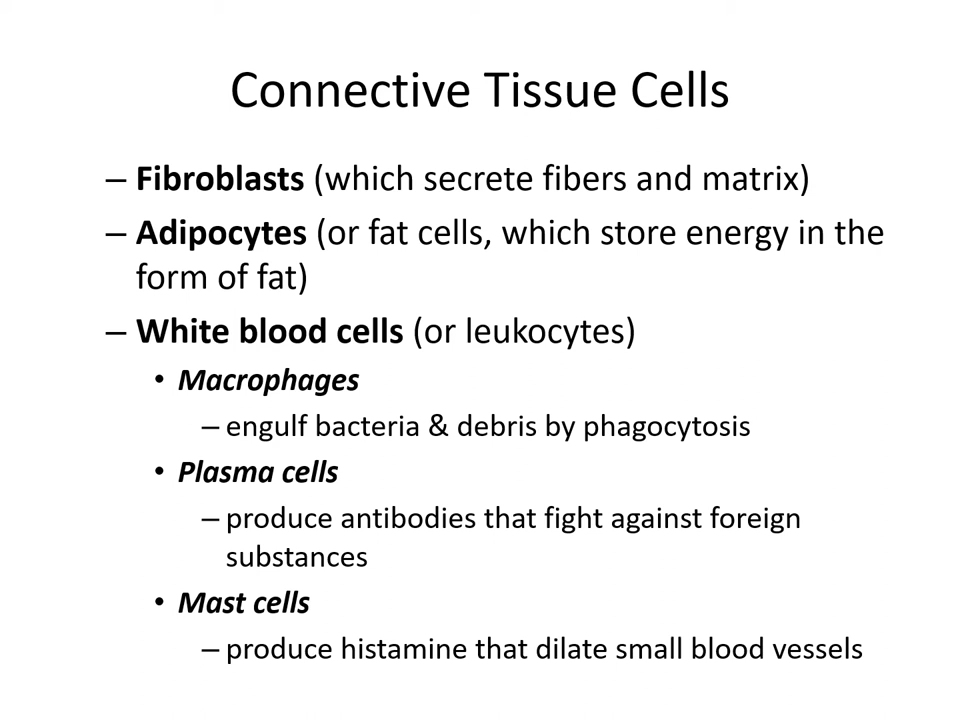 Connective Tissue Cells
– Fibroblasts (which secrete fibers and matrix)
– Adipocytes (or fat cells, which store energy in the
form of fat)
– White blood cells (or leukocytes)
• Macrophages
– engulf bacteria & debris by phagocytosis
• Plasma cells
– produce antibodies that fight against foreign
substances
• Mast cells
– produce histamine that dilate small blood vessels